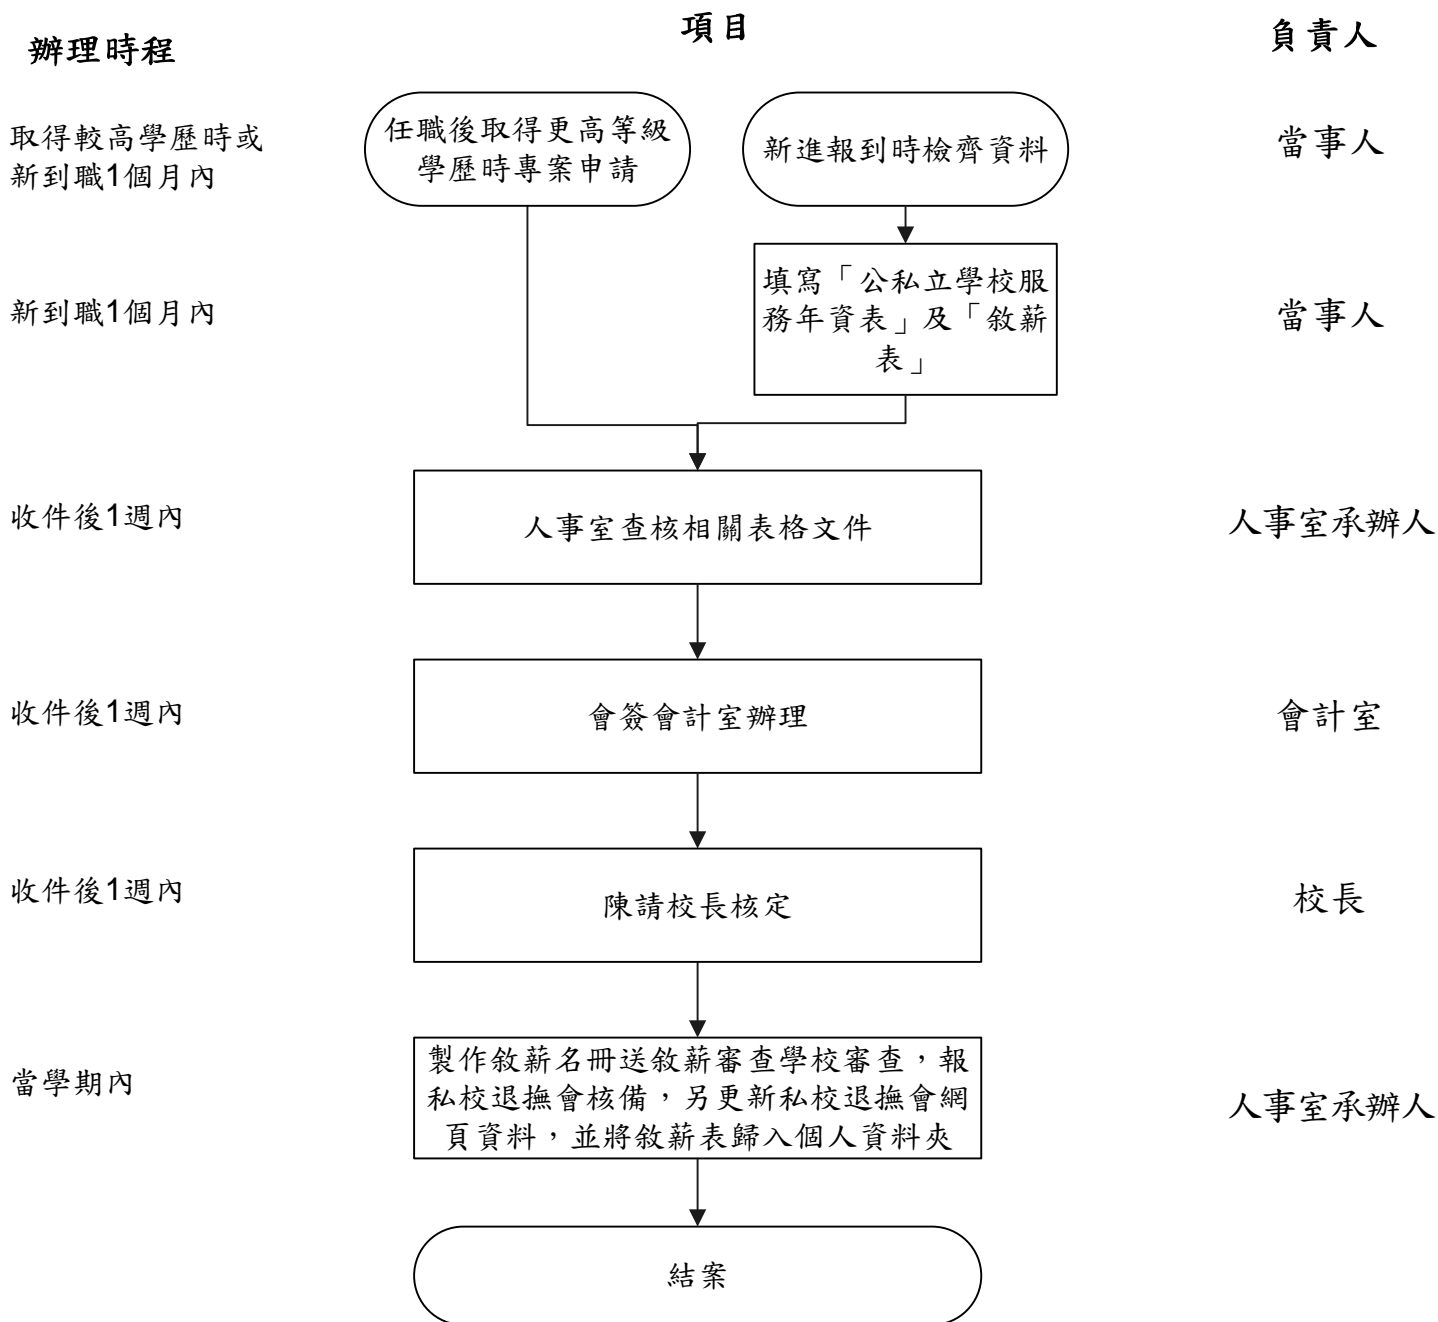 辦理時程
項目
負責人
取得較高學歷時或
新到職1個月內
任職後取得更高等級
學歷時專案申請
新進報到時檢齊資料
當事人
新到職1個月內
填寫「公私立學校服
務年資表」及「敘薪
表」
當事人
收件後1週內
人事室查核相關表格文件
人事室承辦人
收件後1週內
會簽會計室辦理
會計室
收件後1週內
陳請校長核定
校長
當學期內
製作敘薪名冊送敘薪審查學校審查，報
私校退撫會核備，另更新私校退撫會網
頁資料，並將敘薪表歸入個人資料夾
人事室承辦人
結案